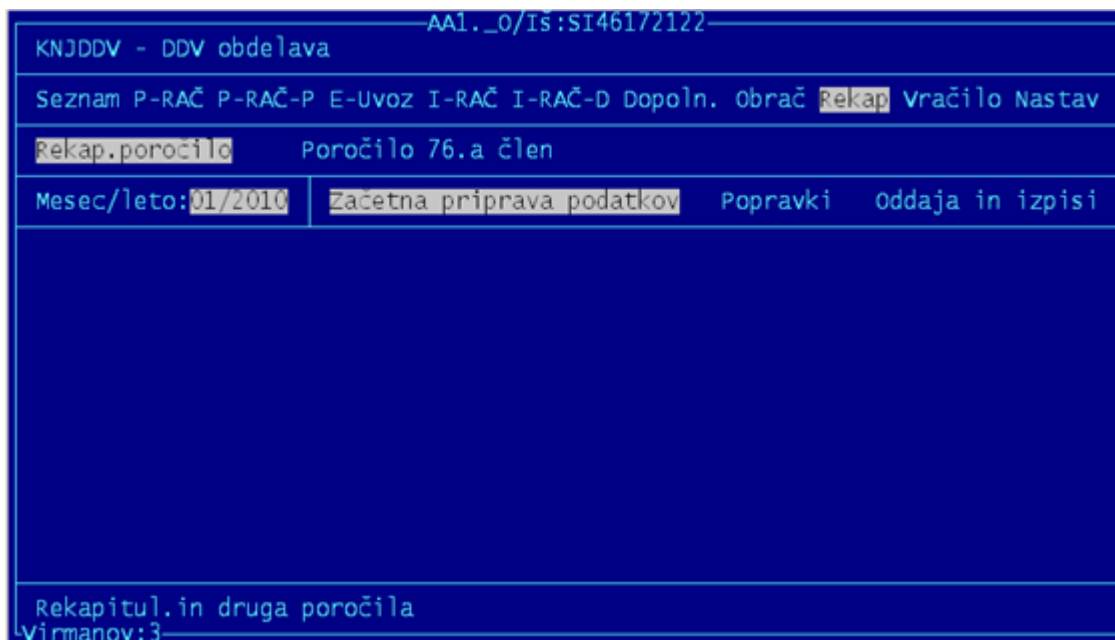 AA1._O/IŠ:SI46172122
KNJDDV - DDV obdelava
Seznam P-RAČ P-RAČ-P E-Uvoz I-RAČ I-RAČ-D Dopoln. Obrač Rekap Vračilo Nastav
Rekap.poročilo Poročilo 76.a člen
Mesec/leto:01/2010 Začetna priprava podatkov Popravki Oddaja in izpisi
Rekapitul.in druga poročila
Virmanov:3